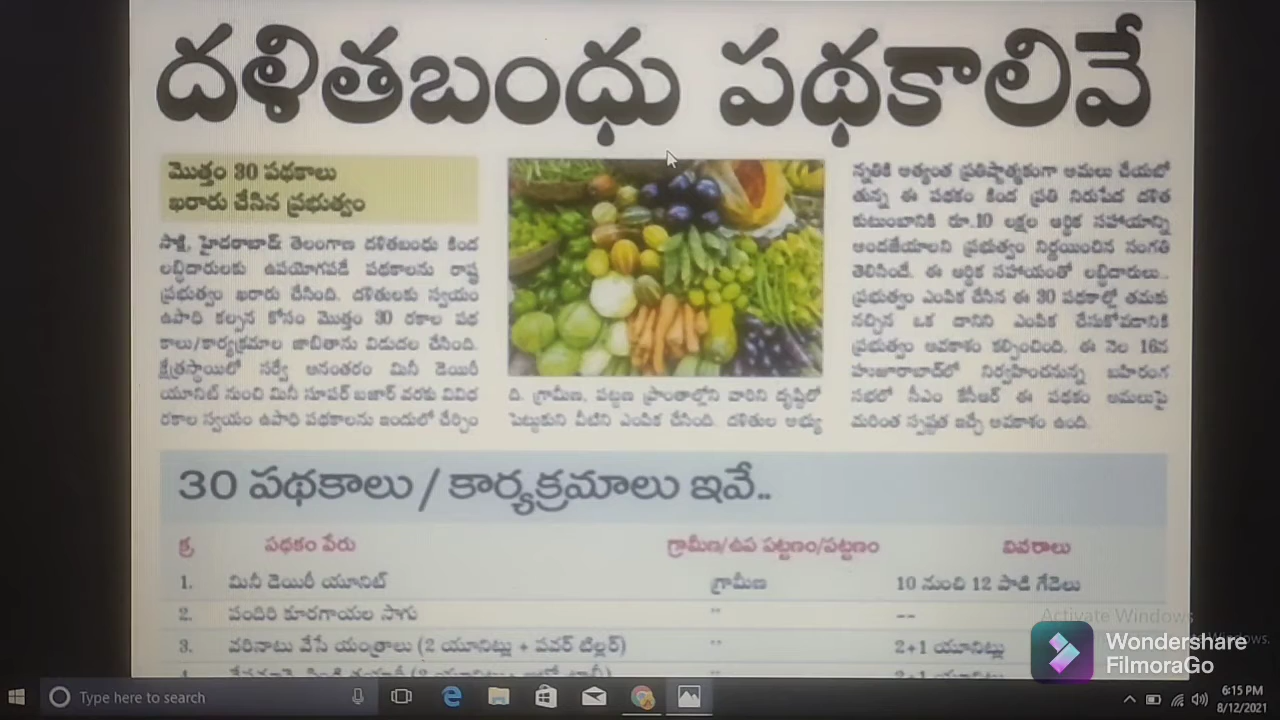 దళితబంధు పథకాలివే
మొత్తం 30 పథకాలు
ఖరారు చేసిన ప్రభుత్వం
సాక్షి, హైదరాబాద్: తెలంగాణ దళితబంధు కింద
లబ్ధిదారులకు ఉపయోగపడే పథకాలను రాష్ట్ర
ప్రభుత్వం ఖరారు చేసింది. దళితులకు స్వయం
ఉపాధి కల్పన కోసం మొత్తం 30 రకాల పథ
కాలు/కార్యక్రమాల జాబితాను విడుదల చేసింది.
క్షేత్రస్థాయిలో సర్వే అనంతరం మినీ డెయిరీ
యూనిట్ నుంచి మినీ సూపర్ బజార్ వరకు వివిధ
రకాల స్వయం ఉపాధి పథకాలను ఇందులో చేర్చిం
ది. గ్రామీణ, పట్టణ ప్రాంతాల్లోని వారిని దృష్టిలో
పెట్టుకుని వీటిని ఎంపిక చేసింది. దళితుల అభ్యు
న్నతికి అత్యంత ప్రతిష్టాత్మకంగా అమలు చేయబో
తున్న ఈ పథకం కింద ప్రతి నిరుపేద దళిత
కుటుంబానికి రూ.10 లక్షల ఆర్థిక సహాయాన్ని
అందజేయాలని ప్రభుత్వం నిర్ణయించిన సంగతి
తెలిసిందే. ఈ ఆర్థిక సహాయంతో లబ్ధిదారులు..
ప్రభుత్వం ఎంపిక చేసిన ఈ 30 పథకాల్లో తమకు
నచ్చిన ఒక దానిని ఎంపిక చేసుకోవడానికి
ప్రభుత్వం అవకాశం కల్పించింది. ఈ నెల 16న
హుజూరాబాద్‌లో నిర్వహించనున్న బహిరంగ
సభలో సీఎం కేసీఆర్ ఈ పథకం అమలుపై
మరింత స్పష్టత ఇచ్చే అవకాశం ఉంది.
30 పథకాలు / కార్యక్రమాలు ఇవే..
క్ర. పథకం పేరు గ్రామీణ/ఉప పట్టణం/పట్టణం వివరాలు
1. మినీ డెయిరీ యూనిట్ గ్రామీణ 10 నుంచి 12 పాడి గేదెలు
2. పందిరి కూరగాయల సాగు " --
3. వరినాటు వేసే యంత్రాలు (2 యూనిట్లు + పవర్ టిల్లర్) " 2+1 యూనిట్లు
Activate Windows
Wondershare
FilmoraGo
Type here to search
6:15 PM
8/12/2021